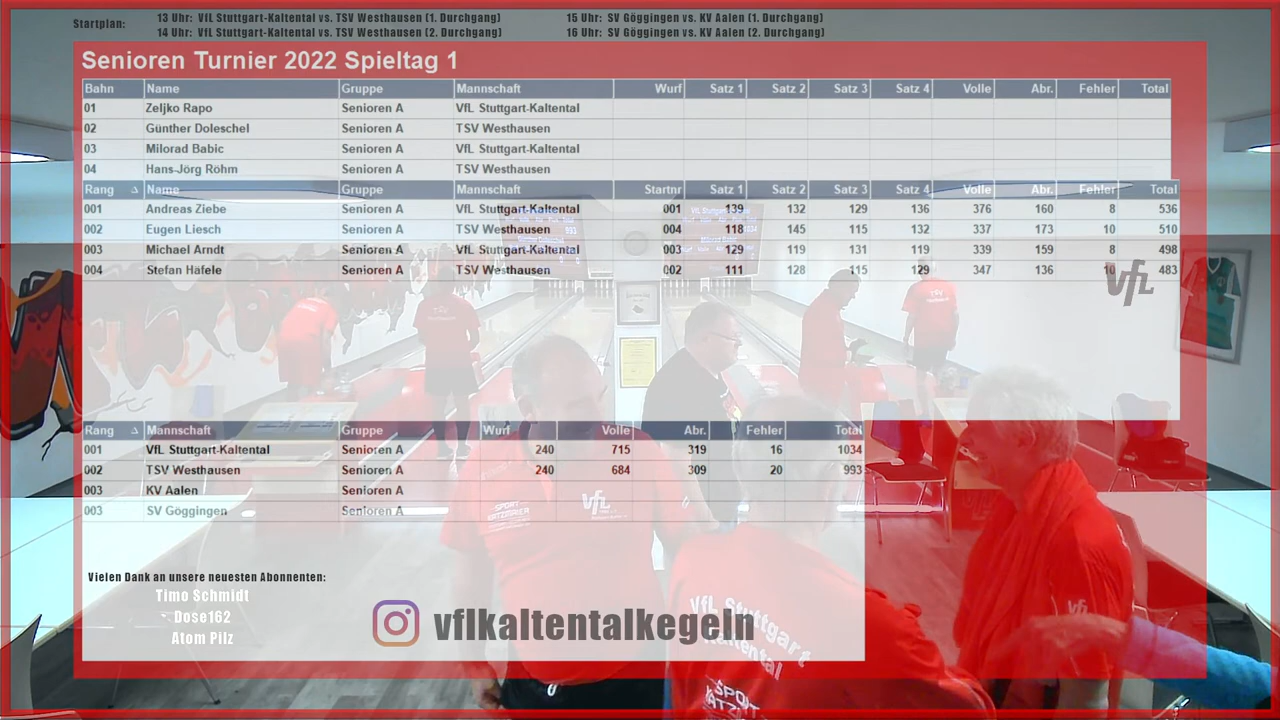 Startplan:
13 Uhr: VfL Stuttgart-Kaltental vs. TSV Westhausen (1. Durchgang)
14 Uhr: VfL Stuttgart-Kaltental vs. TSV Westhausen (2. Durchgang)
15 Uhr: SV Göggingen vs. KV Aalen (1. Durchgang)
16 Uhr: SV Göggingen vs. KV Aalen (2. Durchgang)
Senioren Turnier 2022 Spieltag 1
Bahn Name Gruppe Mannschaft Wurf Satz 1 Satz 2 Satz 3 Satz 4 Volle Abr. Fehler Total
01 Zeljko Rapo Senioren A VfL Stuttgart-Kaltental
02 Günther Doleschel Senioren A TSV Westhausen
03 Milorad Babic Senioren A VfL Stuttgart-Kaltental
04 Hans-Jörg Röhm Senioren A TSV Westhausen
Rang Name Gruppe Mannschaft Startnr Satz 1 Satz 2 Satz 3 Satz 4 Volle Abr. Fehler Total
001 Andreas Ziebe Senioren A VfL Stuttgart-Kaltental 001 139 132 129 136 376 160 8 536
002 Eugen Liesch Senioren A TSV Westhausen 004 118 145 115 132 337 173 10 510
003 Michael Arndt Senioren A VfL Stuttgart-Kaltental 003 129 119 131 119 339 159 8 498
004 Stefan Häfele Senioren A TSV Westhausen 002 111 128 115 129 347 136 10 483
VfL
Rang Mannschaft Gruppe Wurf Volle Abr. Fehler Total
001 VfL Stuttgart-Kaltental Senioren A 240 715 319 16 1034
002 TSV Westhausen Senioren A 240 684 309 20 993
003 KV Aalen Senioren A
003 SV Göggingen Senioren A
SPORT
VfL
Vielen Dank an unsere neuesten Abonnenten:
Timo Schmidt
Dose162
Atom Pilz
vflkaltentalkegeln
VfL Stuttgart
Kaltental
SPORT
vfl